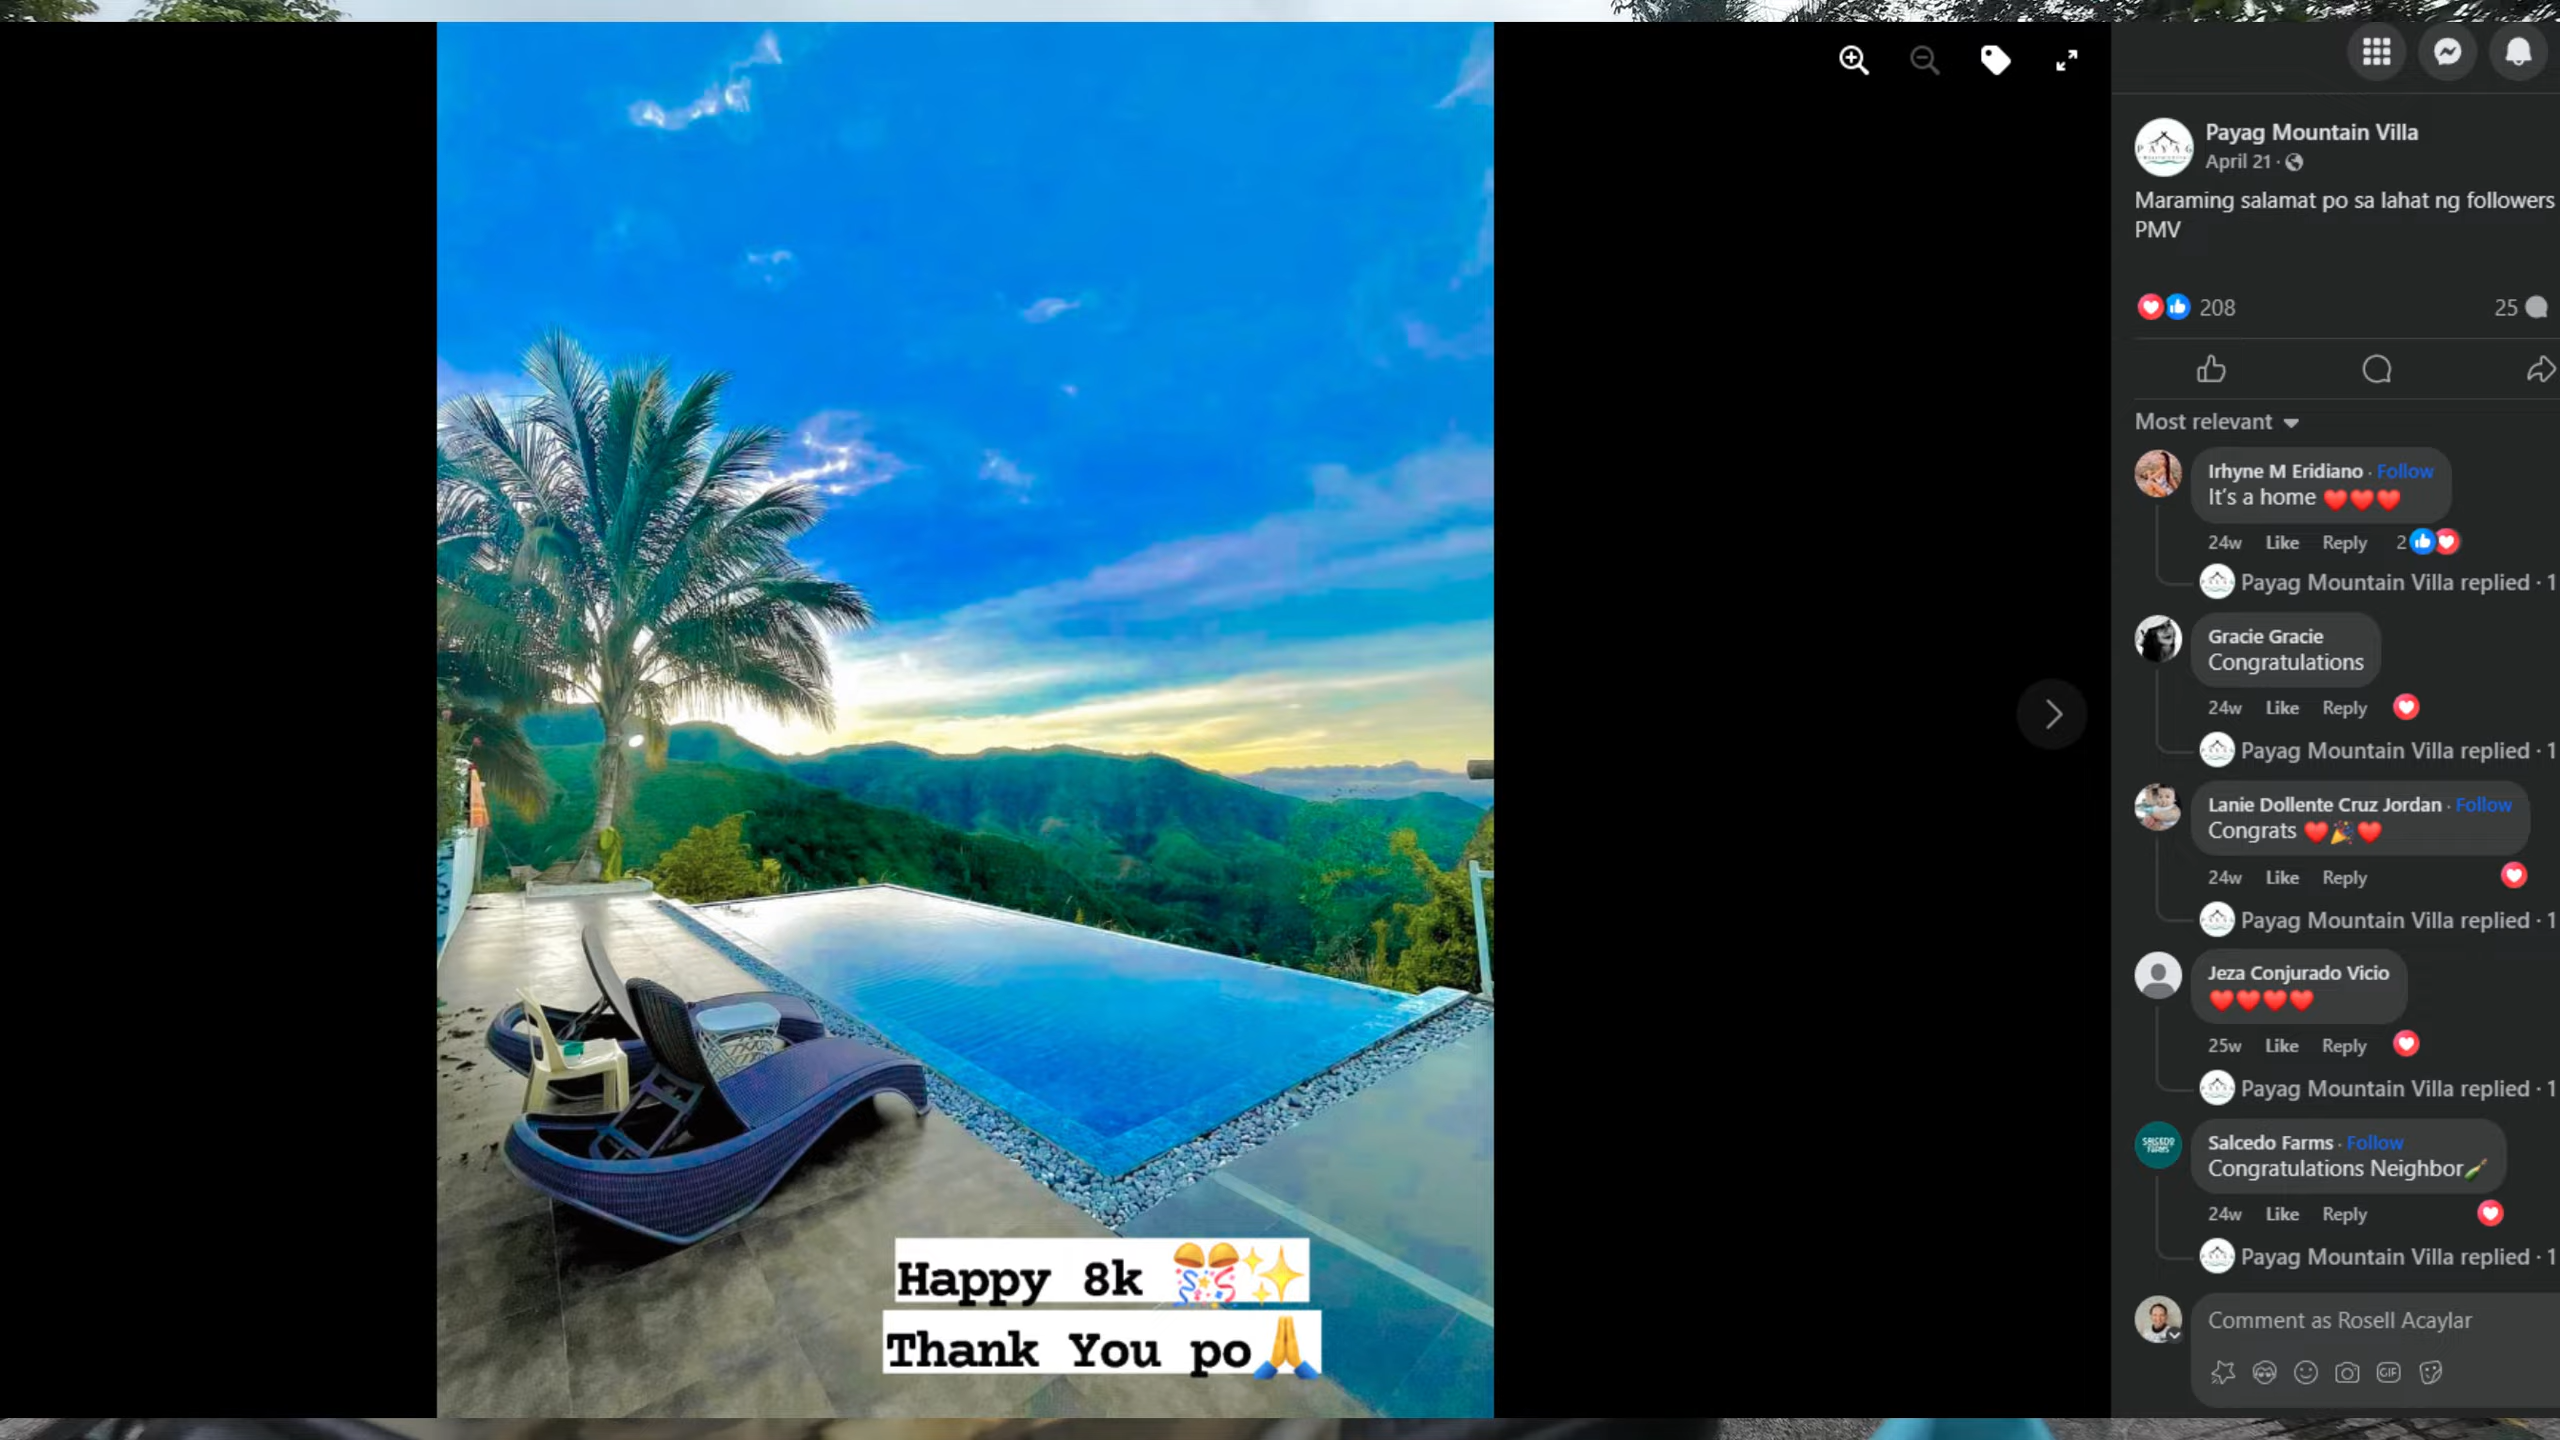 Happy 8k 🎊✨
Thank You po🙏
Payag Mountain Villa
April 21 ·
Maraming salamat po sa lahat ng followers
PMV
208
25
Most relevant
Irhyne M Eridiano · Follow
It's a home ❤️❤️❤️
24w Like Reply 2
Payag Mountain Villa replied · 1
Gracie Gracie
Congratulations
24w Like Reply
Payag Mountain Villa replied · 1
Lanie Dollente Cruz Jordan · Follow
Congrats ❤️🎉❤️
24w Like Reply
Payag Mountain Villa replied · 1
Jeza Conjurado Vicio
❤️❤️❤️❤️
25w Like Reply
Payag Mountain Villa replied · 1
SALCEDO
FARMS
Salcedo Farms · Follow
Congratulations Neighbor🍾
24w Like Reply
Payag Mountain Villa replied · 1
Comment as Rosell Acaylar
GIF